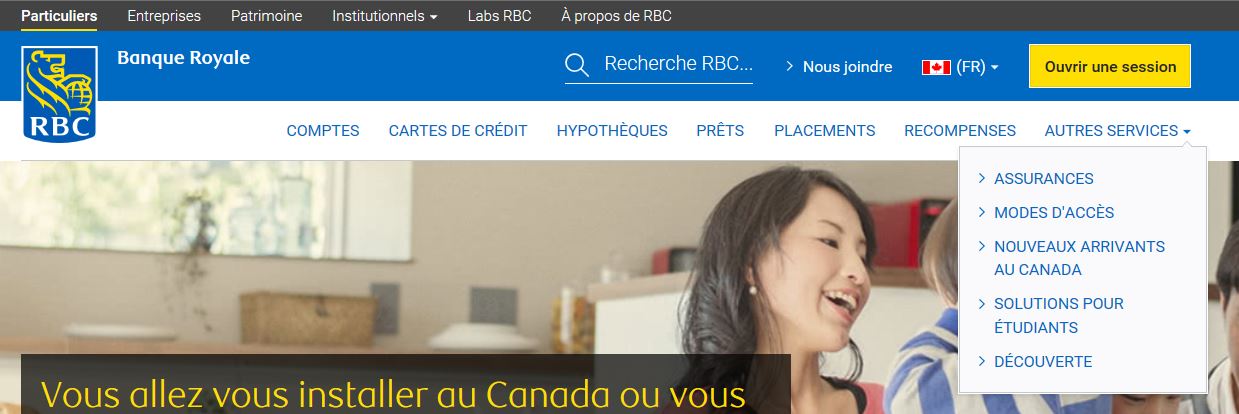 Particuliers Entreprises Patrimoine Institutionnels Labs RBC À propos de RBC
RBC
Banque Royale
Recherche RBC...
Nous joindre
(FR)
Ouvrir une session
COMPTES CARTES DE CRÉDIT HYPOTHÈQUES PRÊTS PLACEMENTS RECOMPENSES AUTRES SERVICES
ASSURANCES
MODES D'ACCÈS
NOUVEAUX ARRIVANTS
AU CANADA
SOLUTIONS POUR
ÉTUDIANTS
DÉCOUVERTE
Vous allez vous installer au Canada ou vous